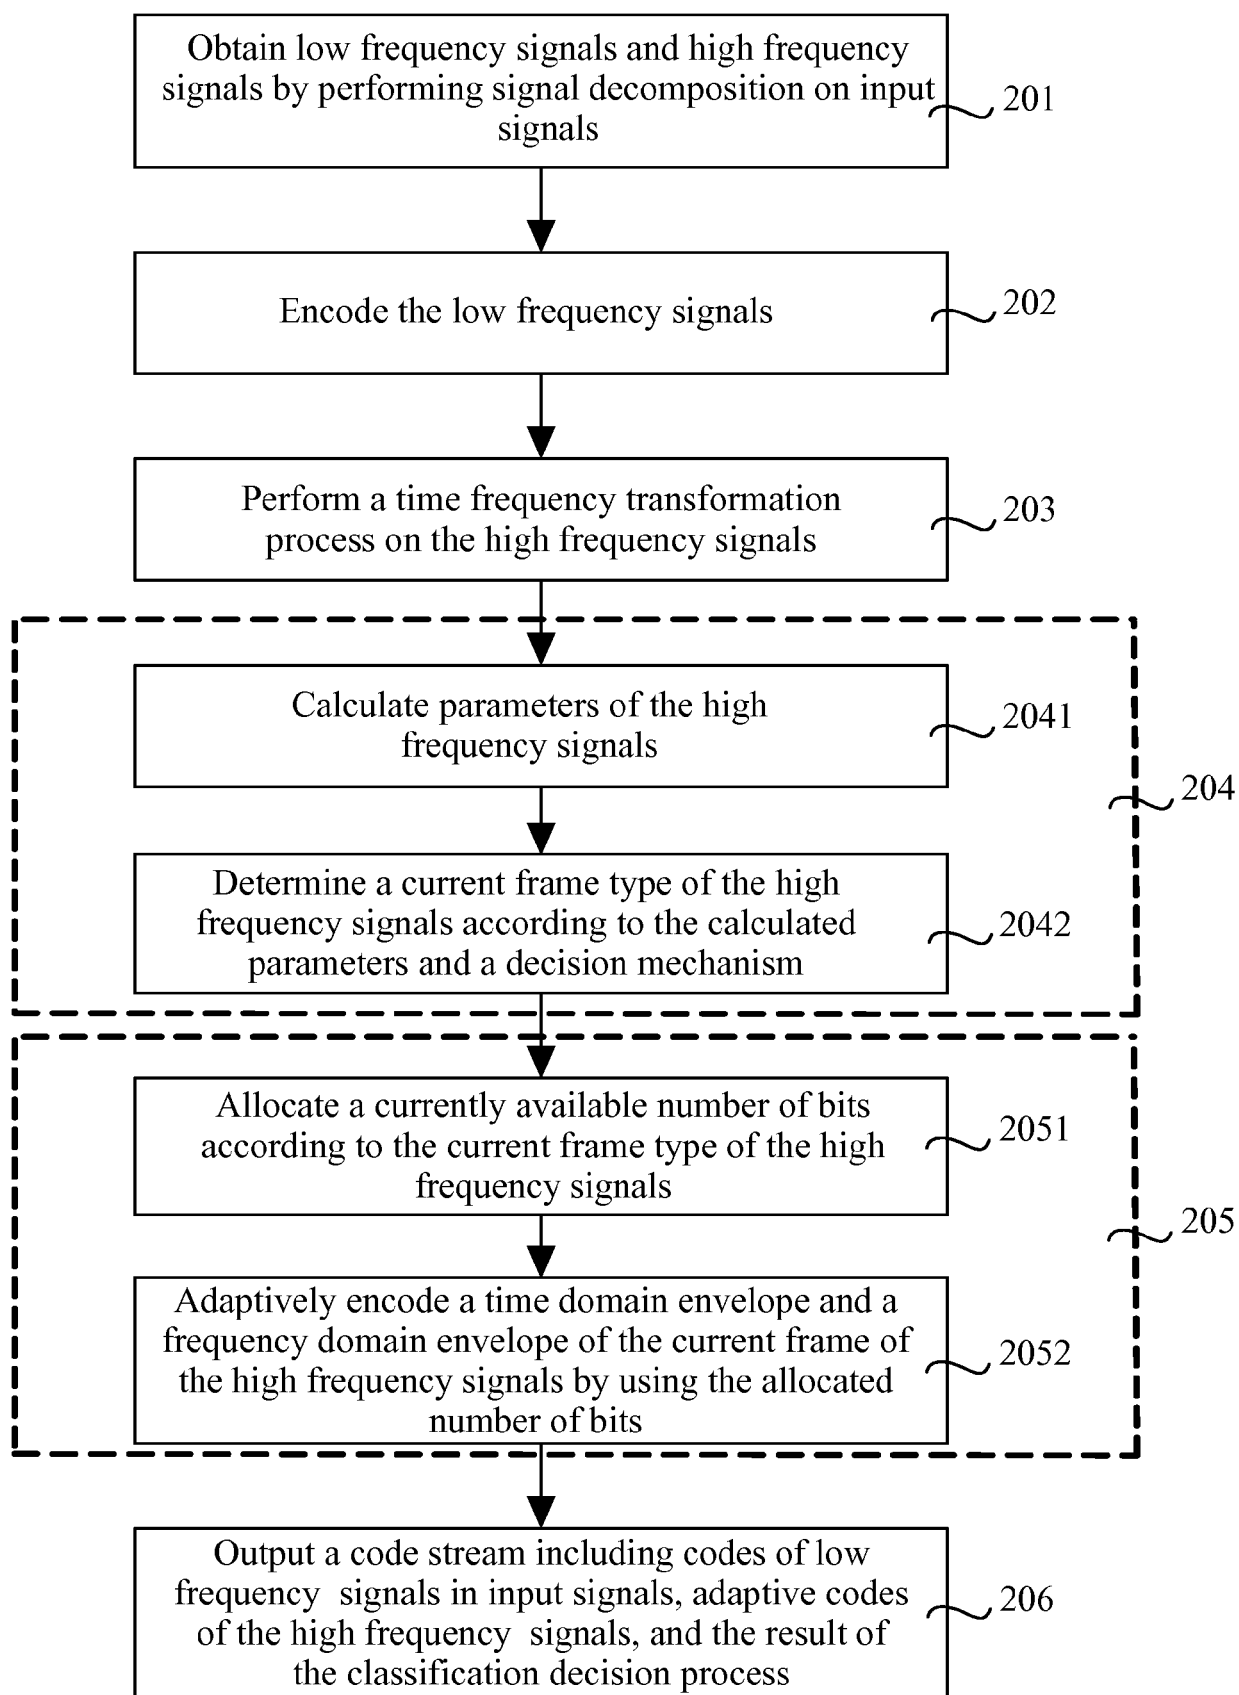 Obtain low frequency signals and high frequency
signals by performing signal decomposition on input
signals
201
Encode the low frequency signals
202
Perform a time frequency transformation
process on the high frequency signals
203
Calculate parameters of the high
frequency signals
2041
204
Determine a current frame type of the high
frequency signals according to the calculated
parameters and a decision mechanism
2042
Allocate a currently available number of bits
according to the current frame type of the high
frequency signals
2051
205
Adaptively encode a time domain envelope and a
frequency domain envelope of the current frame of
the high frequency signals by using the allocated
number of bits
2052
Output a code stream including codes of low
frequency signals in input signals, adaptive codes
of the high frequency signals, and the result of
the classification decision process
206